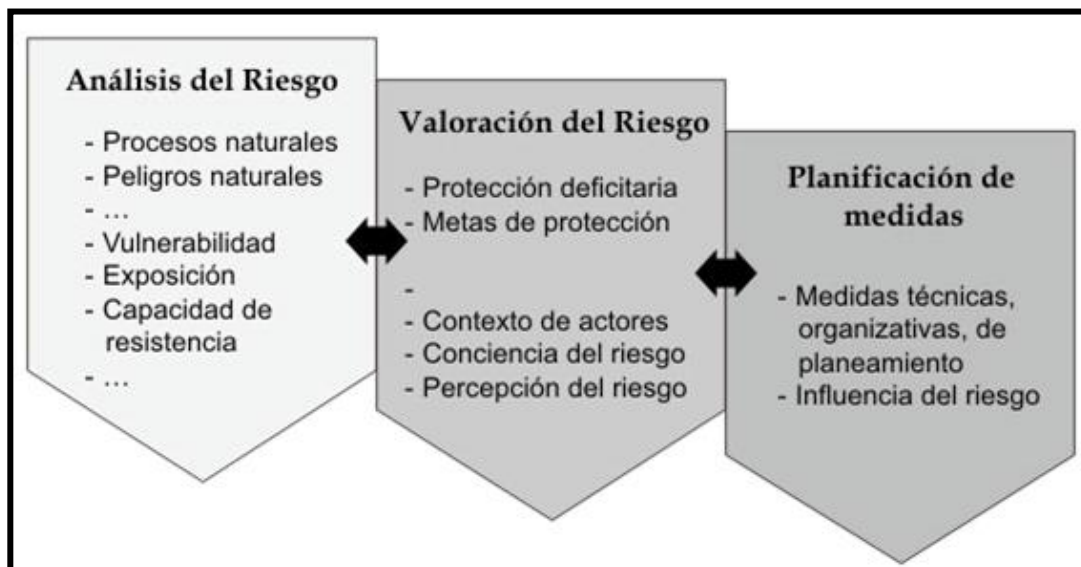 Análisis del Riesgo
- Procesos naturales
- Peligros naturales
- ...
- Vulnerabilidad
- Exposición
- Capacidad de
resistencia
- ...
Valoración del Riesgo
- Protección deficitaria
- Metas de protección
-
- Contexto de actores
- Conciencia del riesgo
- Percepción del riesgo
Planificación de
medidas
- Medidas técnicas,
organizativas, de
planeamiento
- Influencia del riesgo